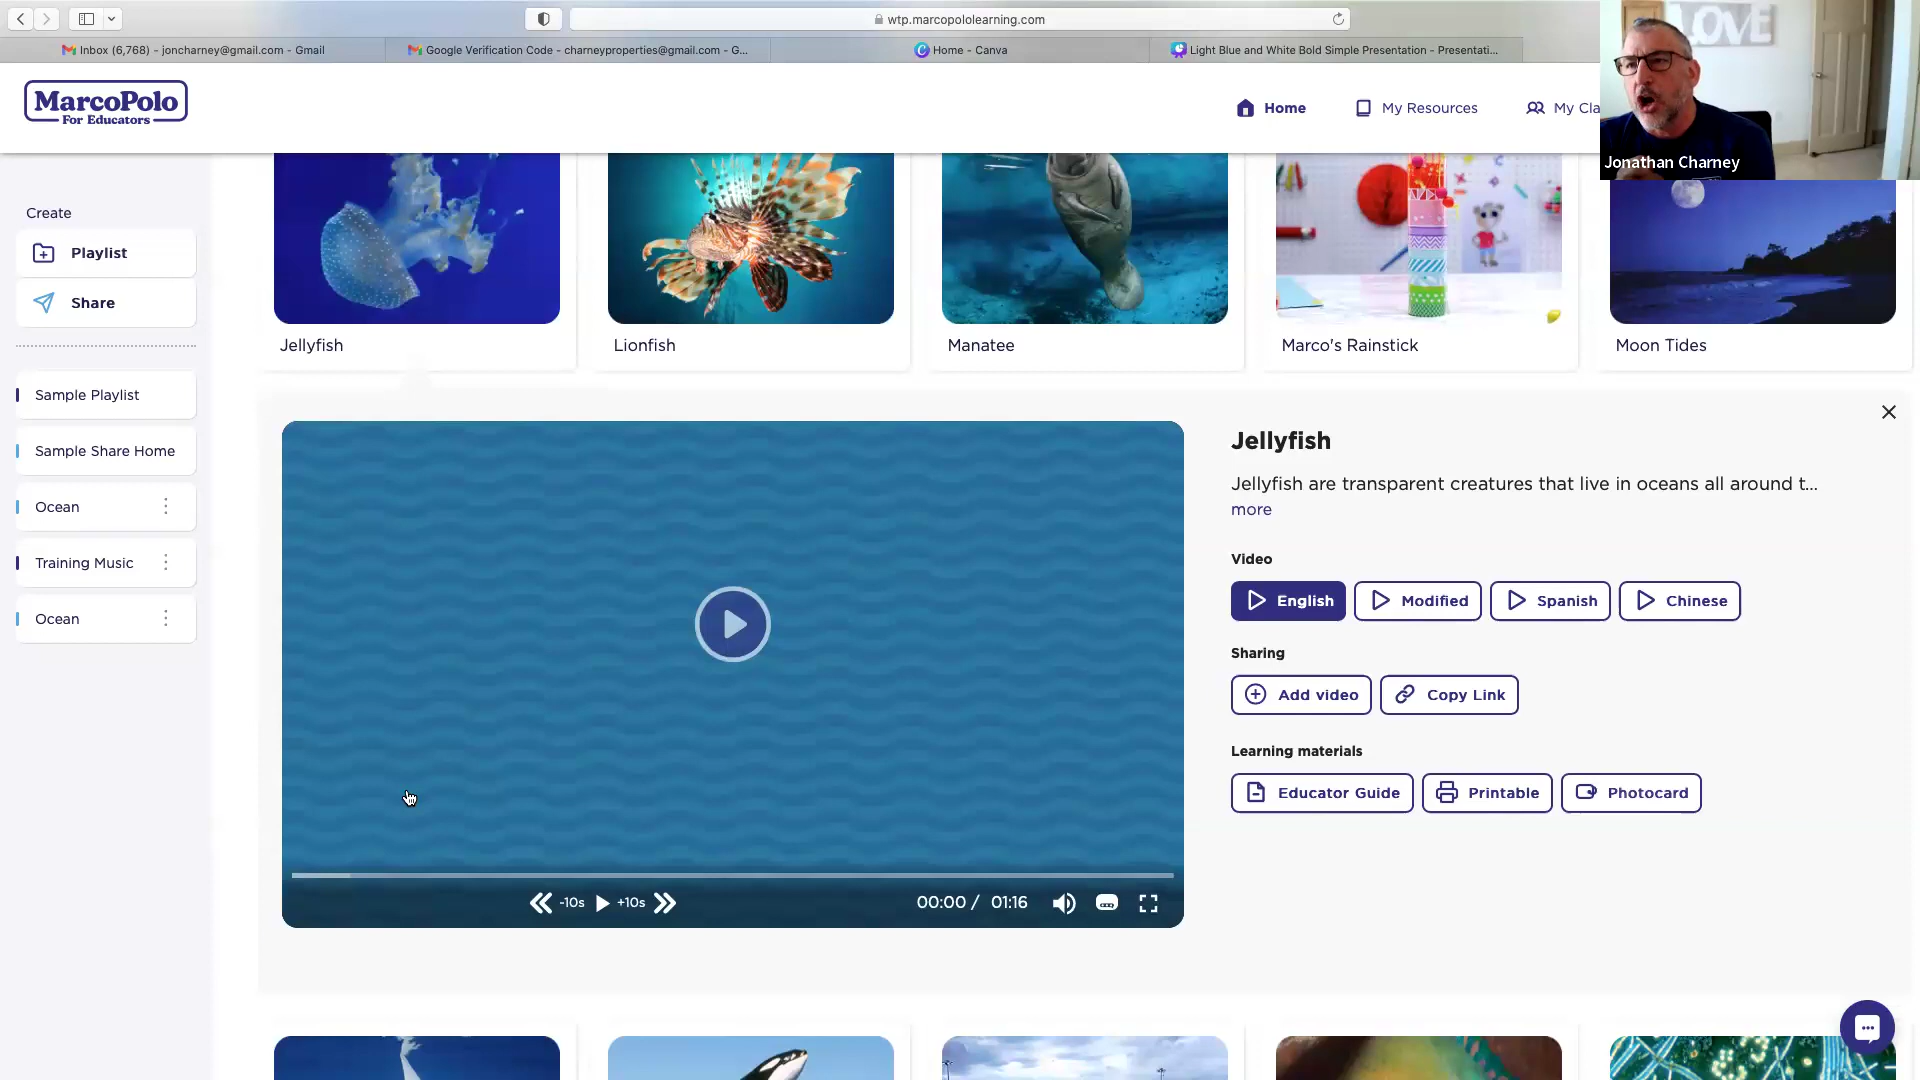 wtp.marcopololearning.com
Inbox (6,768) - joncharney@gmail.com - Gmail
Google Verification Code - charneyproperties@gmail.com - G...
Home - Canva
Light Blue and White Bold Simple Presentation - Presentati...
LOVE
MarcoPolo
For Educators
Home
My Resources
My Cla
Jonathan Charney
Create
Playlist
Share
Sample Playlist
Sample Share Home
Ocean
Training Music
Ocean
Jellyfish
Lionfish
Manatee
Marco's Rainstick
Moon Tides
Jellyfish
Jellyfish are transparent creatures that live in oceans all around t...
more
Video
English
Modified
Spanish
Chinese
Sharing
Add video
Copy Link
Learning materials
Educator Guide
Printable
Photocard
-10s
+10s
00:00 / 01:16